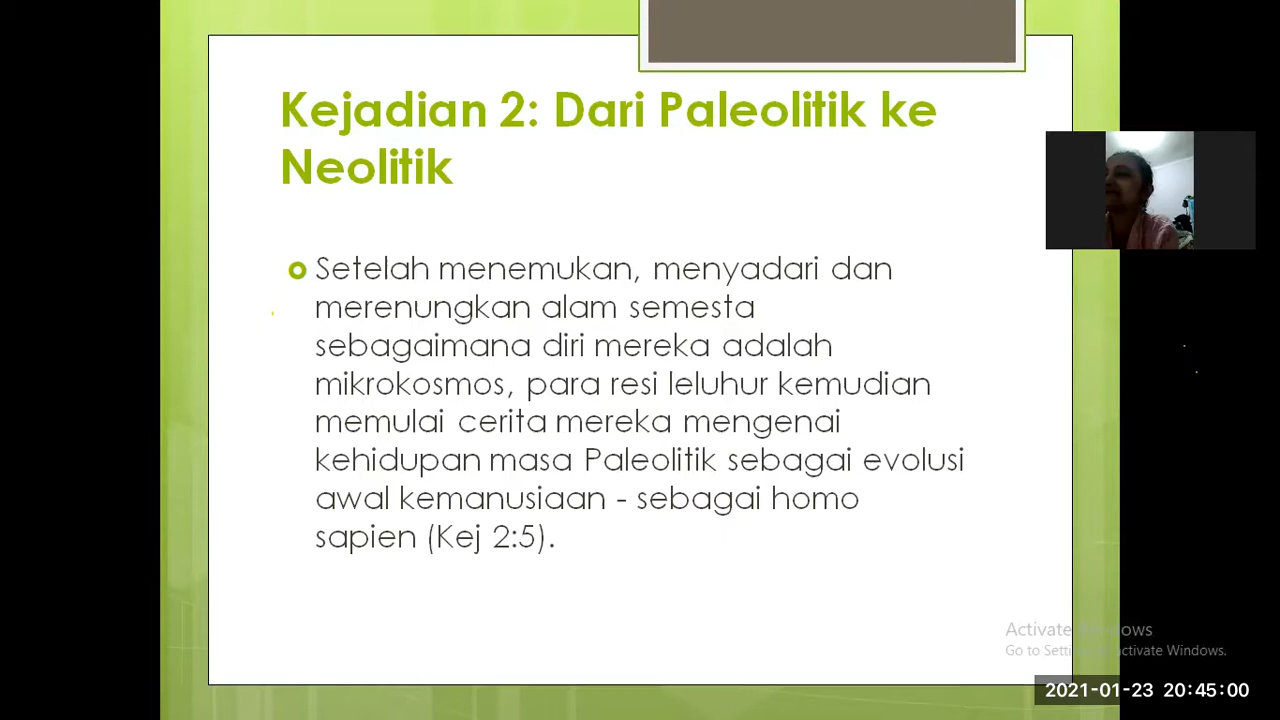 Kejadian 2: Dari Paleolitik ke
Neolitik
Setelah menemukan, menyadari dan
merenungkan alam semesta
sebagaimana diri mereka adalah
mikrokosmos, para resi leluhur kemudian
memulai cerita mereka mengenai
kehidupan masa Paleolitik sebagai evolusi
awal kemanusiaan - sebagai homo
sapien (Kej 2:5).
Activate Windows
Go to Settings to activate Windows.
2021-01-23 20:45:00